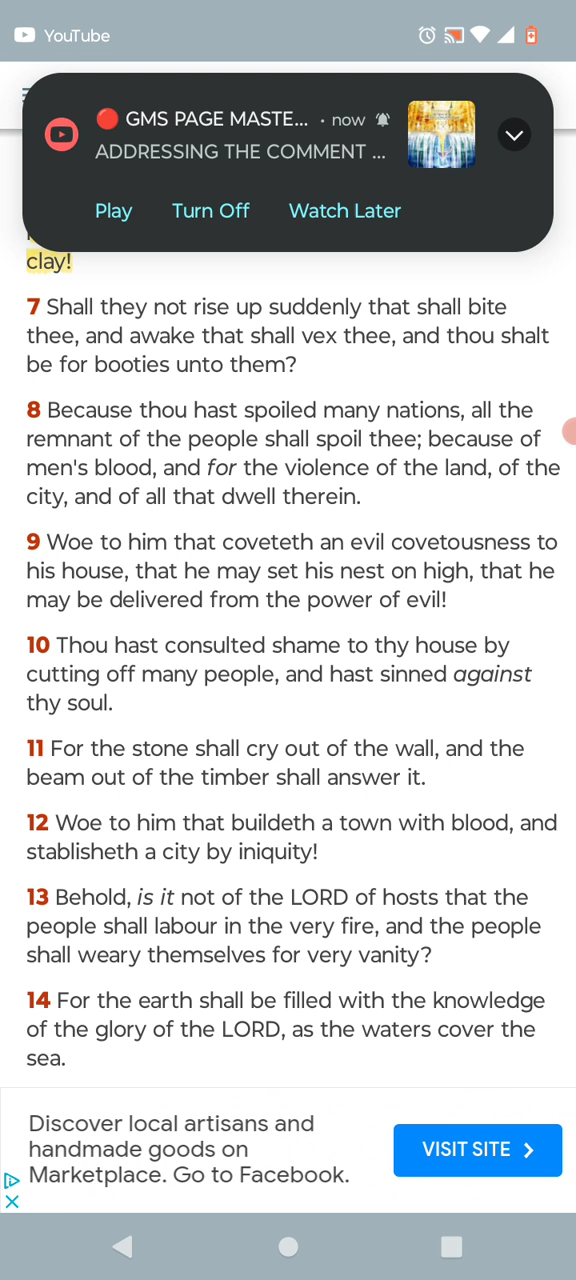 YouTube
GMS PAGE MASTE... · now
ADDRESSING THE COMMENT ...
Play Turn Off Watch Later
clay!
7 Shall they not rise up suddenly that shall bite
thee, and awake that shall vex thee, and thou shalt
be for booties unto them?
8 Because thou hast spoiled many nations, all the
remnant of the people shall spoil thee; because of
men's blood, and for the violence of the land, of the
city, and of all that dwell therein.
9 Woe to him that coveteth an evil covetousness to
his house, that he may set his nest on high, that he
may be delivered from the power of evil!
10 Thou hast consulted shame to thy house by
cutting off many people, and hast sinned against
thy soul.
11 For the stone shall cry out of the wall, and the
beam out of the timber shall answer it.
12 Woe to him that buildeth a town with blood, and
stablisheth a city by iniquity!
13 Behold, is it not of the LORD of hosts that the
people shall labour in the very fire, and the people
shall weary themselves for very vanity?
14 For the earth shall be filled with the knowledge
of the glory of the LORD, as the waters cover the
sea.
Discover local artisans and
handmade goods on
Marketplace. Go to Facebook.
VISIT SITE